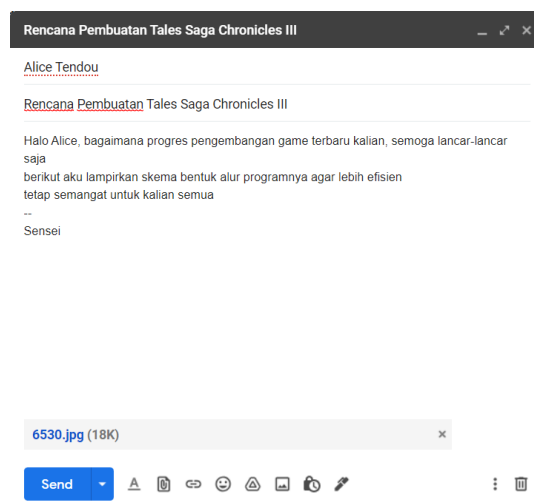 Rencana Pembuatan Tales Saga Chronicles III
Alice Tendou
Rencana Pembuatan Tales Saga Chronicles III
Halo Alice, bagaimana progres pengembangan game terbaru kalian, semoga lancar-lancar
saja
berikut aku lampirkan skema bentuk alur programnya agar lebih efisien
tetap semangat untuk kalian semua
--
Sensei
6530.jpg (18K)
Send